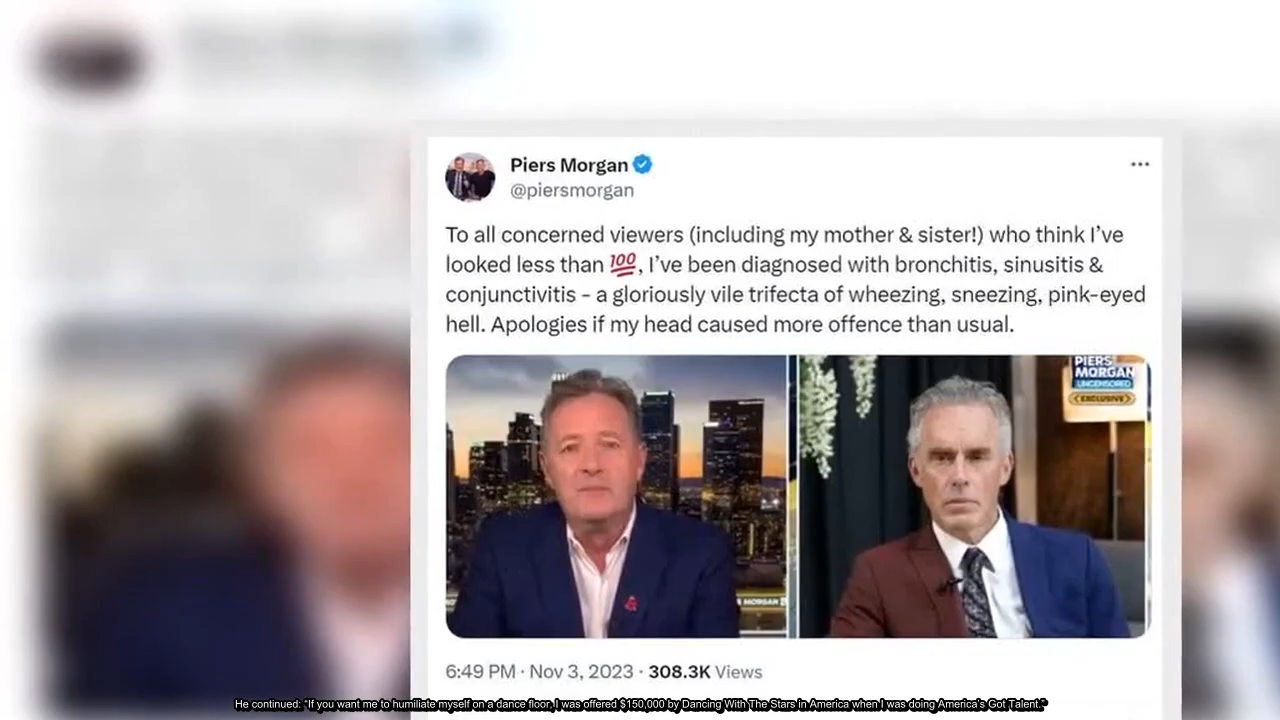 Piers Morgan
@piersmorgan
To all concerned viewers (including my mother & sister!) who think I've
looked less than 💯, I've been diagnosed with bronchitis, sinusitis &
conjunctivitis – a gloriously vile trifecta of wheezing, sneezing, pink-eyed
hell. Apologies if my head caused more offence than usual.
PIERS
MORGAN
UNCENSORED
EXCLUSIVE
MORGAN
6:49 PM · Nov 3, 2023 · 308.3K Views
He continued: "If you want me to humiliate myself on a dance floor, I was offered $150,000 by Dancing With The Stars in America when I was doing America's Got Talent."